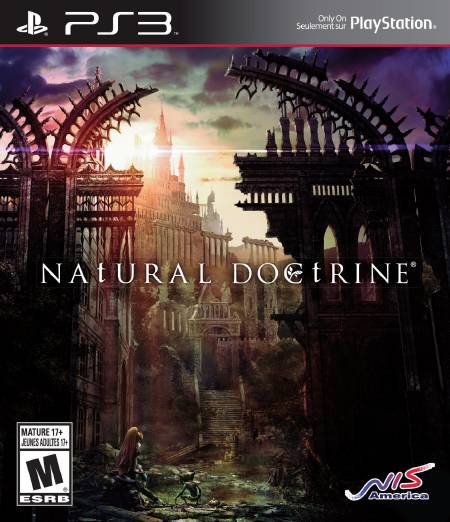 PS3
Only On
Seulement sur
PlayStation®
NAtURAL DOCtRINE®
MATURE 17+
JEUNES ADULTES 17+
M
ESRB
NIS
America